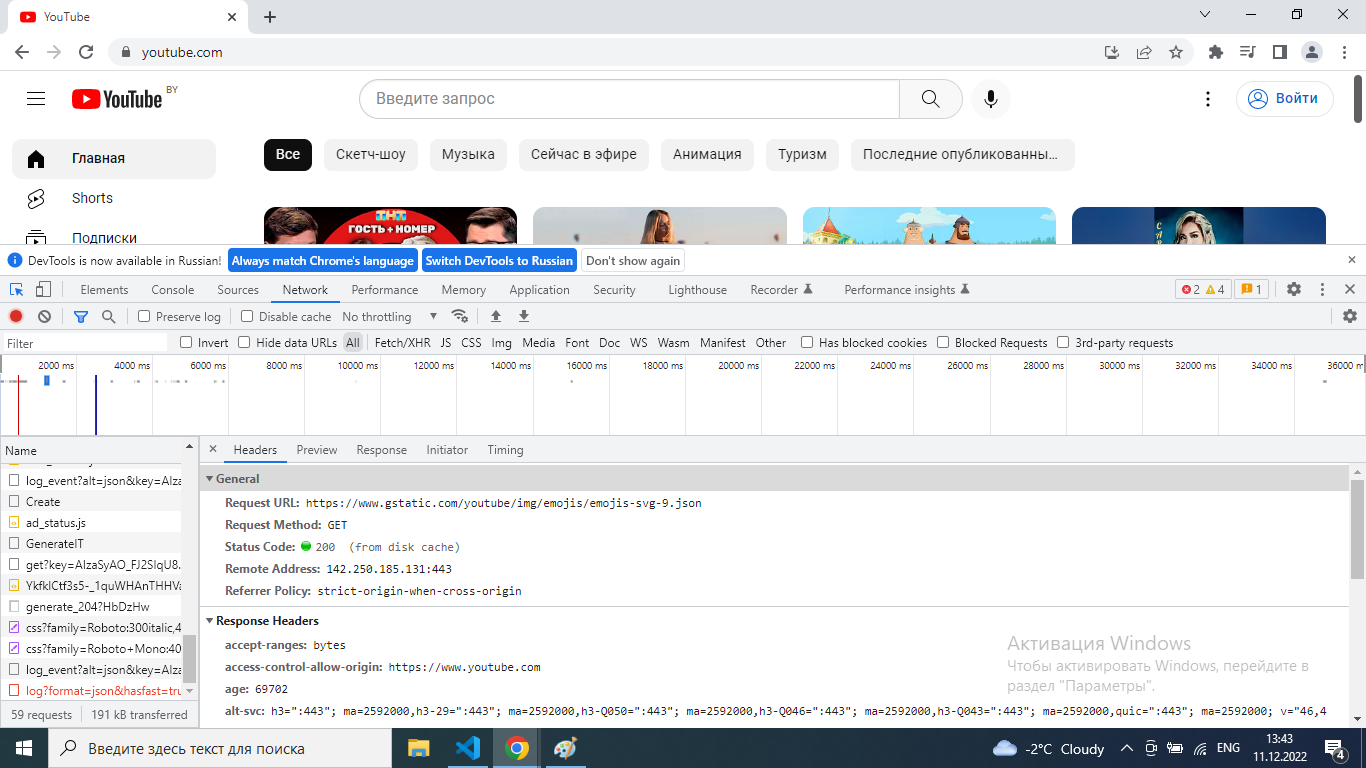 YouTube
youtube.com
YouTube BY
Введите запрос
Войти
Главная
Все Скетч-шоу Музыка Сейчас в эфире Анимация Туризм Последние опубликованны…
Shorts
Подписки
ТНТ
ГОСТЬ + НОМЕР
DevTools is now available in Russian! Always match Chrome's language Switch DevTools to Russian Don't show again
Elements Console Sources Network Performance Memory Application Security Lighthouse Recorder Performance insights 2 4 1
Preserve log Disable cache No throttling
Filter Invert Hide data URLs All Fetch/XHR JS CSS Img Media Font Doc WS Wasm Manifest Other Has blocked cookies Blocked Requests 3rd-party requests
2000 ms 4000 ms 6000 ms 8000 ms 10000 ms 12000 ms 14000 ms 16000 ms 18000 ms 20000 ms 22000 ms 24000 ms 26000 ms 28000 ms 30000 ms 32000 ms 34000 ms 36000 m
Name
Headers Preview Response Initiator Timing
log_event?alt=json&key=AIza
Create
ad_status.js
GenerateIT
get?key=AIzaSyAO_FJ2SlqU8.
generate_204?HbDzHw
css?family=Roboto:300italic,4
css?family=Roboto+Mono:40
log_event?alt=json&key=AIza
log?format=json&hasfast=tru
59 requests 191 kB transferred
General
Request URL: https://www.gstatic.com/youtube/img/emojis/emojis-svg-9.json
Request Method: GET
Status Code: 200 (from disk cache)
Remote Address: 142.250.185.131:443
Referrer Policy: strict-origin-when-cross-origin
Response Headers
accept-ranges: bytes
access-control-allow-origin: https://www.youtube.com
age: 69702
alt-svc: h3=":443"; ma=2592000,h3-29=":443"; ma=2592000,h3-Q050=":443"; ma=2592000,h3-Q046=":443"; ma=2592000,h3-Q043=":443"; ma=2592000,quic=":443"; ma=2592000; v="46,4
Активация Windows
Чтобы активировать Windows, перейдите в
раздел "Параметры".
Введите здесь текст для поиска
-2°C Cloudy
ENG
13:43
11.12.2022
4